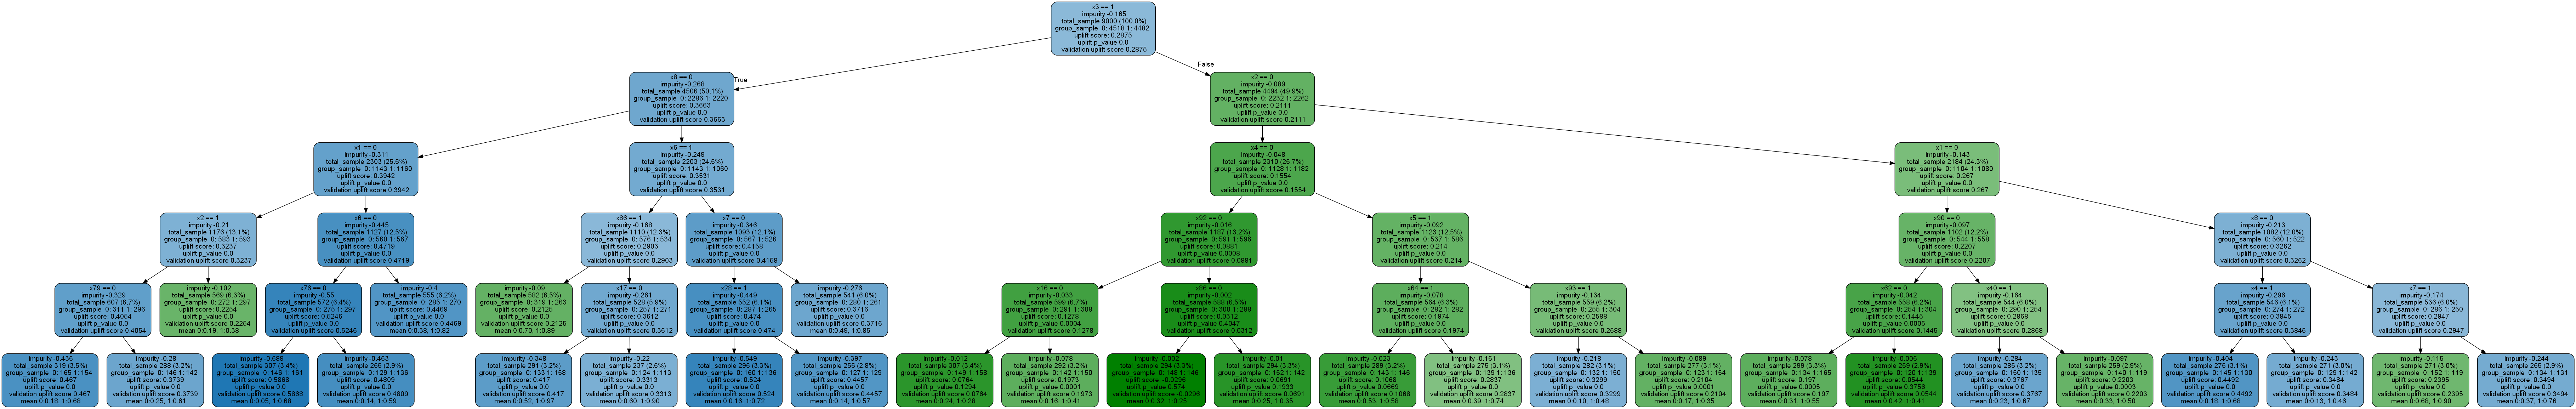 x3 == 1
impurity -0.165
total_sample 9000 (100.0%)
group_sample 0: 4518 1: 4482
uplift score: 0.2875
uplift p_value 0.0
validation uplift score 0.2875
True
False
x8 == 0
impurity -0.268
total_sample 4506 (50.1%)
group_sample 0: 2286 1: 2220
uplift score: 0.3663
uplift p_value 0.0
validation uplift score 0.3663
x2 == 0
impurity -0.089
total_sample 4494 (49.9%)
group_sample 0: 2232 1: 2262
uplift score: 0.2111
uplift p_value 0.0
validation uplift score 0.2111
x1 == 0
impurity -0.311
total_sample 2303 (25.6%)
group_sample 0: 1143 1: 1160
uplift score: 0.3942
uplift p_value 0.0
validation uplift score 0.3942
x6 == 1
impurity -0.249
total_sample 2203 (24.5%)
group_sample 0: 1143 1: 1060
uplift score: 0.3531
uplift p_value 0.0
validation uplift score 0.3531
x4 == 0
impurity -0.048
total_sample 2310 (25.7%)
group_sample 0: 1128 1: 1182
uplift score: 0.1554
uplift p_value 0.0
validation uplift score 0.1554
x1 == 0
impurity -0.143
total_sample 2184 (24.3%)
group_sample 0: 1104 1: 1080
uplift score: 0.267
uplift p_value 0.0
validation uplift score 0.267
x2 == 1
impurity -0.21
total_sample 1176 (13.1%)
group_sample 0: 583 1: 593
uplift score: 0.3237
uplift p_value 0.0
validation uplift score 0.3237
x6 == 0
impurity -0.445
total_sample 1127 (12.5%)
group_sample 0: 560 1: 567
uplift score: 0.4719
uplift p_value 0.0
validation uplift score 0.4719
x86 == 1
impurity -0.168
total_sample 1110 (12.3%)
group_sample 0: 576 1: 534
uplift score: 0.2903
uplift p_value 0.0
validation uplift score 0.2903
x7 == 0
impurity -0.346
total_sample 1093 (12.1%)
group_sample 0: 567 1: 526
uplift score: 0.4158
uplift p_value 0.0
validation uplift score 0.4158
x92 == 0
impurity -0.016
total_sample 1187 (13.2%)
group_sample 0: 591 1: 596
uplift score: 0.0881
uplift p_value 0.0008
validation uplift score 0.0881
x5 == 1
impurity -0.092
total_sample 1123 (12.5%)
group_sample 0: 537 1: 586
uplift score: 0.214
uplift p_value 0.0
validation uplift score 0.214
x90 == 0
impurity -0.097
total_sample 1102 (12.2%)
group_sample 0: 544 1: 558
uplift score: 0.2207
uplift p_value 0.0
validation uplift score 0.2207
x8 == 0
impurity -0.213
total_sample 1082 (12.0%)
group_sample 0: 560 1: 522
uplift score: 0.3262
uplift p_value 0.0
validation uplift score 0.3262
x79 == 0
impurity -0.329
total_sample 607 (6.7%)
group_sample 0: 311 1: 296
uplift score: 0.4054
uplift p_value 0.0
validation uplift score 0.4054
impurity -0.102
total_sample 569 (6.3%)
group_sample 0: 272 1: 297
uplift score: 0.2254
uplift p_value 0.0
validation uplift score 0.2254
mean 0:0.19, 1:0.38
x76 == 0
impurity -0.55
total_sample 572 (6.4%)
group_sample 0: 275 1: 297
uplift score: 0.5246
uplift p_value 0.0
validation uplift score 0.5246
impurity -0.4
total_sample 555 (6.2%)
group_sample 0: 285 1: 270
uplift score: 0.4469
uplift p_value 0.0
validation uplift score 0.4469
mean 0:0.38, 1:0.82
impurity -0.09
total_sample 582 (6.5%)
group_sample 0: 319 1: 263
uplift score: 0.2125
uplift p_value 0.0
validation uplift score 0.2125
mean 0:0.70, 1:0.89
x17 == 0
impurity -0.261
total_sample 528 (5.9%)
group_sample 0: 257 1: 271
uplift score: 0.3612
uplift p_value 0.0
validation uplift score 0.3612
x28 == 1
impurity -0.449
total_sample 552 (6.1%)
group_sample 0: 287 1: 265
uplift score: 0.474
uplift p_value 0.0
validation uplift score 0.474
impurity -0.276
total_sample 541 (6.0%)
group_sample 0: 280 1: 261
uplift score: 0.3716
uplift p_value 0.0
validation uplift score 0.3716
mean 0:0.49, 1:0.85
x16 == 0
impurity -0.033
total_sample 599 (6.7%)
group_sample 0: 291 1: 308
uplift score: 0.1278
uplift p_value 0.0004
validation uplift score 0.1278
x86 == 0
impurity -0.002
total_sample 588 (6.5%)
group_sample 0: 300 1: 288
uplift score: 0.0312
uplift p_value 0.4047
validation uplift score 0.0312
x64 == 1
impurity -0.078
total_sample 564 (6.3%)
group_sample 0: 282 1: 282
uplift score: 0.1974
uplift p_value 0.0
validation uplift score 0.1974
x93 == 1
impurity -0.134
total_sample 559 (6.2%)
group_sample 0: 255 1: 304
uplift score: 0.2588
uplift p_value 0.0
validation uplift score 0.2588
x62 == 0
impurity -0.042
total_sample 558 (6.2%)
group_sample 0: 254 1: 304
uplift score: 0.1445
uplift p_value 0.0005
validation uplift score 0.1445
x40 == 1
impurity -0.164
total_sample 544 (6.0%)
group_sample 0: 290 1: 254
uplift score: 0.2868
uplift p_value 0.0
validation uplift score 0.2868
x4 == 1
impurity -0.296
total_sample 546 (6.1%)
group_sample 0: 274 1: 272
uplift score: 0.3845
uplift p_value 0.0
validation uplift score 0.3845
x7 == 1
impurity -0.174
total_sample 536 (6.0%)
group_sample 0: 286 1: 250
uplift score: 0.2947
uplift p_value 0.0
validation uplift score 0.2947
impurity -0.436
total_sample 319 (3.5%)
group_sample 0: 165 1: 154
uplift score: 0.467
uplift p_value 0.0
validation uplift score 0.467
mean 0:0.18, 1:0.68
impurity -0.28
total_sample 288 (3.2%)
group_sample 0: 146 1: 142
uplift score: 0.3739
uplift p_value 0.0
validation uplift score 0.3739
mean 0:0.25, 1:0.61
impurity -0.689
total_sample 307 (3.4%)
group_sample 0: 146 1: 161
uplift score: 0.5868
uplift p_value 0.0
validation uplift score 0.5868
mean 0:0.05, 1:0.68
impurity -0.463
total_sample 265 (2.9%)
group_sample 0: 129 1: 136
uplift score: 0.4809
uplift p_value 0.0
validation uplift score 0.4809
mean 0:0.14, 1:0.59
impurity -0.348
total_sample 291 (3.2%)
group_sample 0: 133 1: 158
uplift score: 0.417
uplift p_value 0.0
validation uplift score 0.417
mean 0:0.52, 1:0.97
impurity -0.22
total_sample 237 (2.6%)
group_sample 0: 124 1: 113
uplift score: 0.3313
uplift p_value 0.0
validation uplift score 0.3313
mean 0:0.60, 1:0.90
impurity -0.549
total_sample 296 (3.3%)
group_sample 0: 160 1: 136
uplift score: 0.524
uplift p_value 0.0
validation uplift score 0.524
mean 0:0.16, 1:0.72
impurity -0.397
total_sample 256 (2.8%)
group_sample 0: 127 1: 129
uplift score: 0.4457
uplift p_value 0.0
validation uplift score 0.4457
mean 0:0.14, 1:0.57
impurity -0.012
total_sample 307 (3.4%)
group_sample 0: 149 1: 158
uplift score: 0.0764
uplift p_value 0.1294
validation uplift score 0.0764
mean 0:0.24, 1:0.28
impurity -0.078
total_sample 292 (3.2%)
group_sample 0: 142 1: 150
uplift score: 0.1973
uplift p_value 0.0001
validation uplift score 0.1973
mean 0:0.16, 1:0.41
impurity -0.002
total_sample 294 (3.3%)
group_sample 0: 148 1: 146
uplift score: -0.0296
uplift p_value 0.5574
validation uplift score -0.0296
mean 0:0.32, 1:0.25
impurity -0.01
total_sample 294 (3.3%)
group_sample 0: 152 1: 142
uplift score: 0.0691
uplift p_value 0.1933
validation uplift score 0.0691
mean 0:0.25, 1:0.35
impurity -0.023
total_sample 289 (3.2%)
group_sample 0: 143 1: 146
uplift score: 0.1068
uplift p_value 0.0669
validation uplift score 0.1068
mean 0:0.53, 1:0.58
impurity -0.161
total_sample 275 (3.1%)
group_sample 0: 139 1: 136
uplift score: 0.2837
uplift p_value 0.0
validation uplift score 0.2837
mean 0:0.39, 1:0.74
impurity -0.218
total_sample 282 (3.1%)
group_sample 0: 132 1: 150
uplift score: 0.3299
uplift p_value 0.0
validation uplift score 0.3299
mean 0:0.10, 1:0.48
impurity -0.089
total_sample 277 (3.1%)
group_sample 0: 123 1: 154
uplift score: 0.2104
uplift p_value 0.0001
validation uplift score 0.2104
mean 0:0.17, 1:0.35
impurity -0.078
total_sample 299 (3.3%)
group_sample 0: 134 1: 165
uplift score: 0.197
uplift p_value 0.0005
validation uplift score 0.197
mean 0:0.31, 1:0.55
impurity -0.006
total_sample 259 (2.9%)
group_sample 0: 120 1: 139
uplift score: 0.0544
uplift p_value 0.3756
validation uplift score 0.0544
mean 0:0.42, 1:0.41
impurity -0.284
total_sample 285 (3.2%)
group_sample 0: 150 1: 135
uplift score: 0.3767
uplift p_value 0.0
validation uplift score 0.3767
mean 0:0.23, 1:0.67
impurity -0.097
total_sample 259 (2.9%)
group_sample 0: 140 1: 119
uplift score: 0.2203
uplift p_value 0.0003
validation uplift score 0.2203
mean 0:0.33, 1:0.50
impurity -0.404
total_sample 275 (3.1%)
group_sample 0: 145 1: 130
uplift score: 0.4492
uplift p_value 0.0
validation uplift score 0.4492
mean 0:0.18, 1:0.68
impurity -0.243
total_sample 271 (3.0%)
group_sample 0: 129 1: 142
uplift score: 0.3484
uplift p_value 0.0
validation uplift score 0.3484
mean 0:0.13, 1:0.46
impurity -0.115
total_sample 271 (3.0%)
group_sample 0: 152 1: 119
uplift score: 0.2395
uplift p_value 0.0
validation uplift score 0.2395
mean 0:0.68, 1:0.90
impurity -0.244
total_sample 265 (2.9%)
group_sample 0: 134 1: 131
uplift score: 0.3494
uplift p_value 0.0
validation uplift score 0.3494
mean 0:0.37, 1:0.76